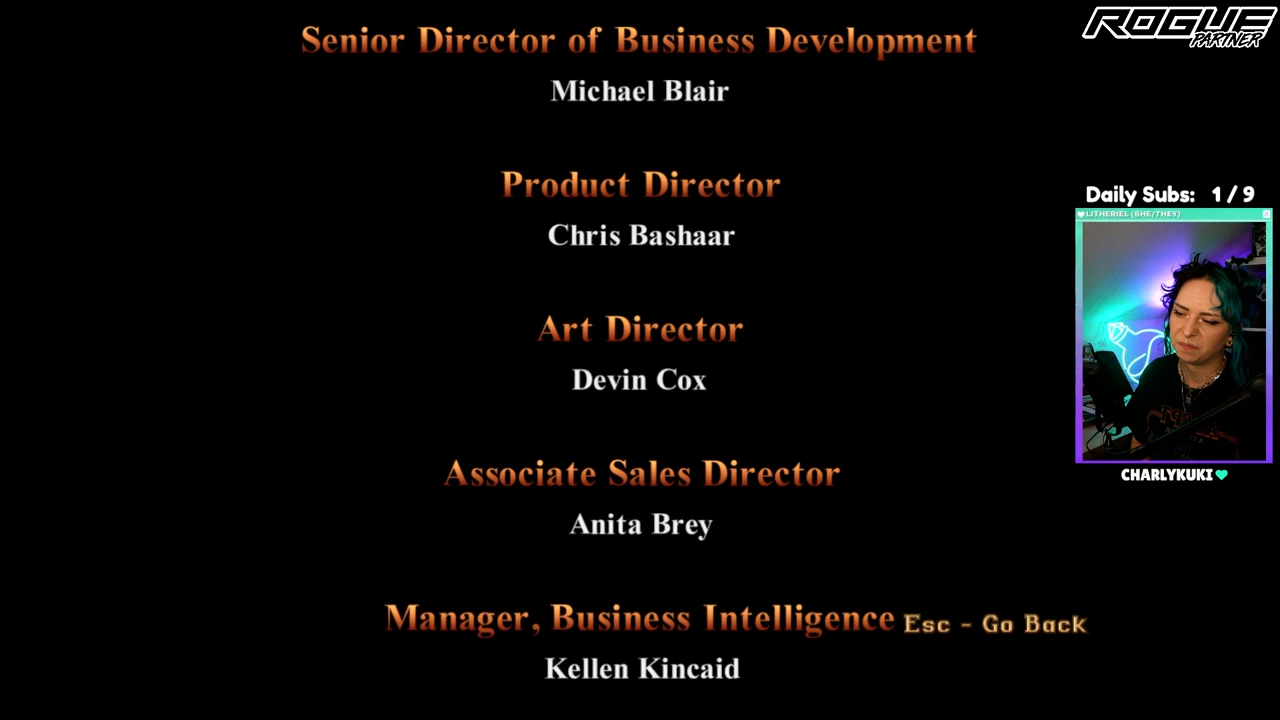 Senior Director of Business Development
Michael Blair
ROGUE
PARTNER
Product Director
Chris Bashaar
Daily Subs: 1 / 9
LITHERIEL (SHE/THEY)
Art Director
Devin Cox
Associate Sales Director
CHARLYKUKI
Anita Brey
Manager, Business Intelligence
Esc - Go Back
Kellen Kincaid